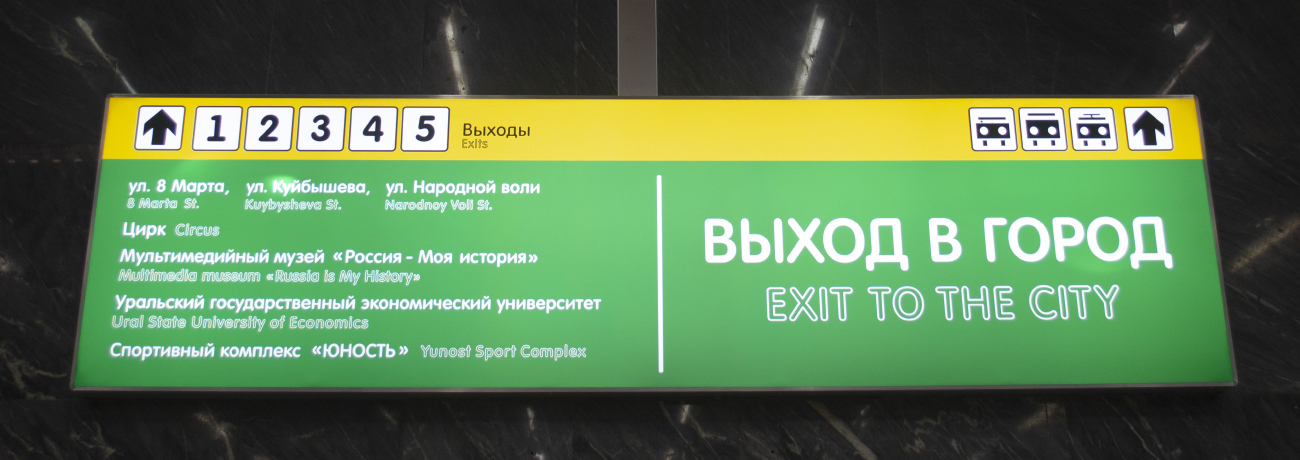 1 2 3 4 5 Выходы
Exits
ул. 8 Марта, ул. Куйбышева, ул. Народной воли
8 Marta St. Kuybysheva St. Narodnoy Voli St.
Цирк Circus
Мультимедийный музей «Россия - Моя история»
Multimedia museum «Russia is My History»
Уральский государственный экономический университет
Ural State University of Economics
Спортивный комплекс «ЮНОСТЬ» Yunost Sport Complex
ВЫХОД В ГОРОД
EXIT TO THE CITY